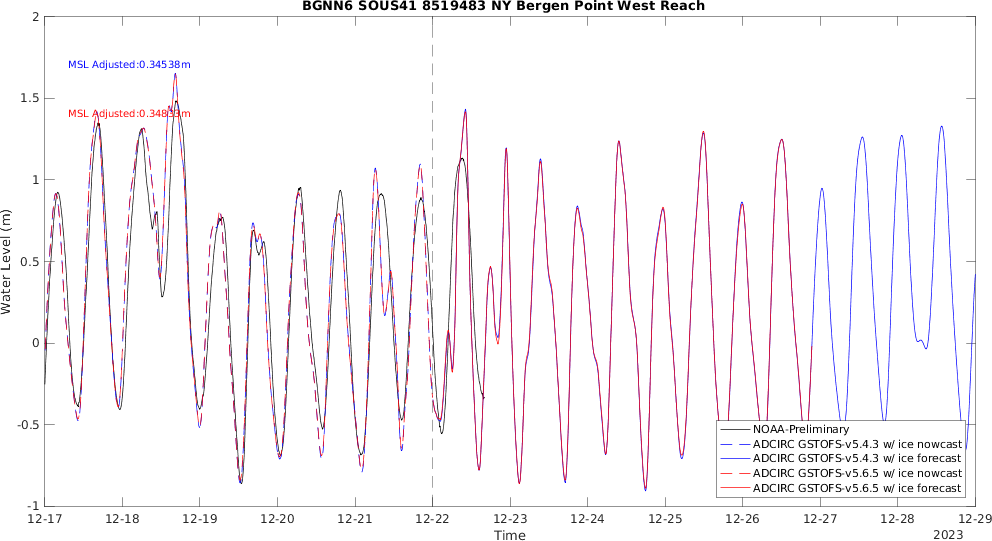 BGNN6 SOUS41 8519483 NY Bergen Point West Reach
MSL Adjusted:0.34538m
MSL Adjusted:0.34833m
Water Level (m)
2
1.5
1
0.5
0
-0.5
-1
NOAA-Preliminary
ADCIRC GSTOFS-v5.4.3 w/ ice nowcast
ADCIRC GSTOFS-v5.4.3 w/ ice forecast
ADCIRC GSTOFS-v5.6.5 w/ ice nowcast
ADCIRC GSTOFS-v5.6.5 w/ ice forecast
12-17 12-18 12-19 12-20 12-21 12-22 12-23 12-24 12-25 12-26 12-27 12-28 12-29
Time
2023